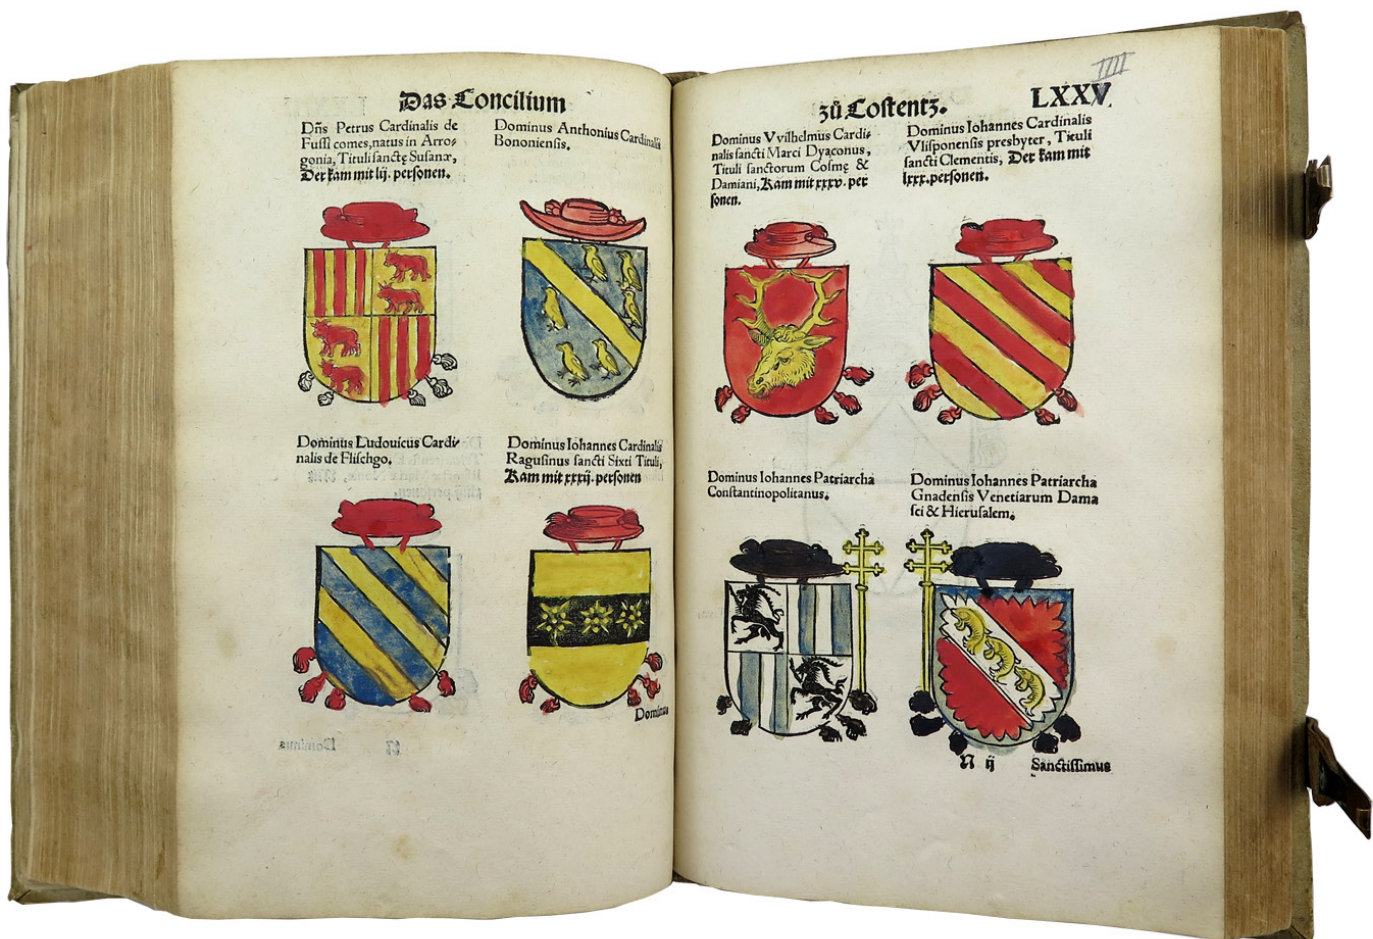 Das Concilium
Dñs Petrus Cardinalis de
Fussi comes, natus in Arro⸗
gonia, Tituli sanctę Susanæ,
Der kam mit lij. personen.
Dominus Anthonius Cardinalis
Bononiensis.
Dominus Ludouicus Cardi⸗
nalis de Flischgo.
Dominus Iohannes Cardinalis
Ragusinus sancti Sixti Tituli,
Kam mit xxxij. personen
Dominus
zů Costentz.
LXXV
IIII
Dominus Vvilhelmus Cardi⸗
nalis sancti Marci Dyaconus,
Tituli sanctorum Cosmę &
Damiani, Kam mit xxxv. per
sonen.
Dominus Iohannes Cardinalis
Vlisponensis presbyter, Tituli
sancti Clementis, Der kam mit
lxxx. personen.
Dominus Iohannes Patriarcha
Constantinopolitanus.
Dominus Iohannes Patriarcha
Gnadensis Venetiarum Dama
sci & Hierusalem.
N ij Sanctissimus